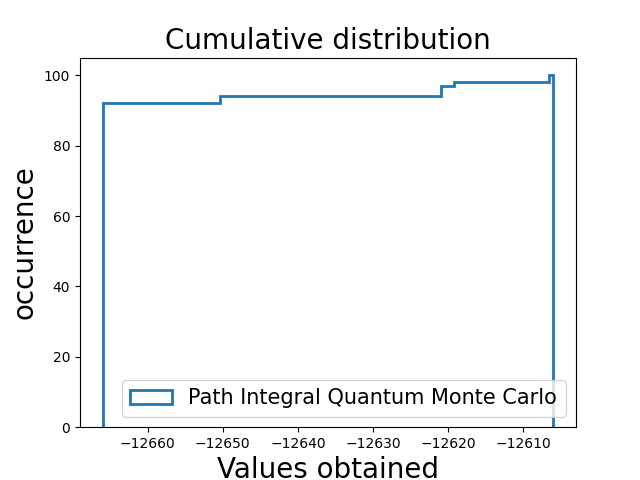 Cumulative distribution
100
80
60
40
20
0
occurrence
Path Integral Quantum Monte Carlo
−12660 −12650 −12640 −12630 −12620 −12610
Values obtained